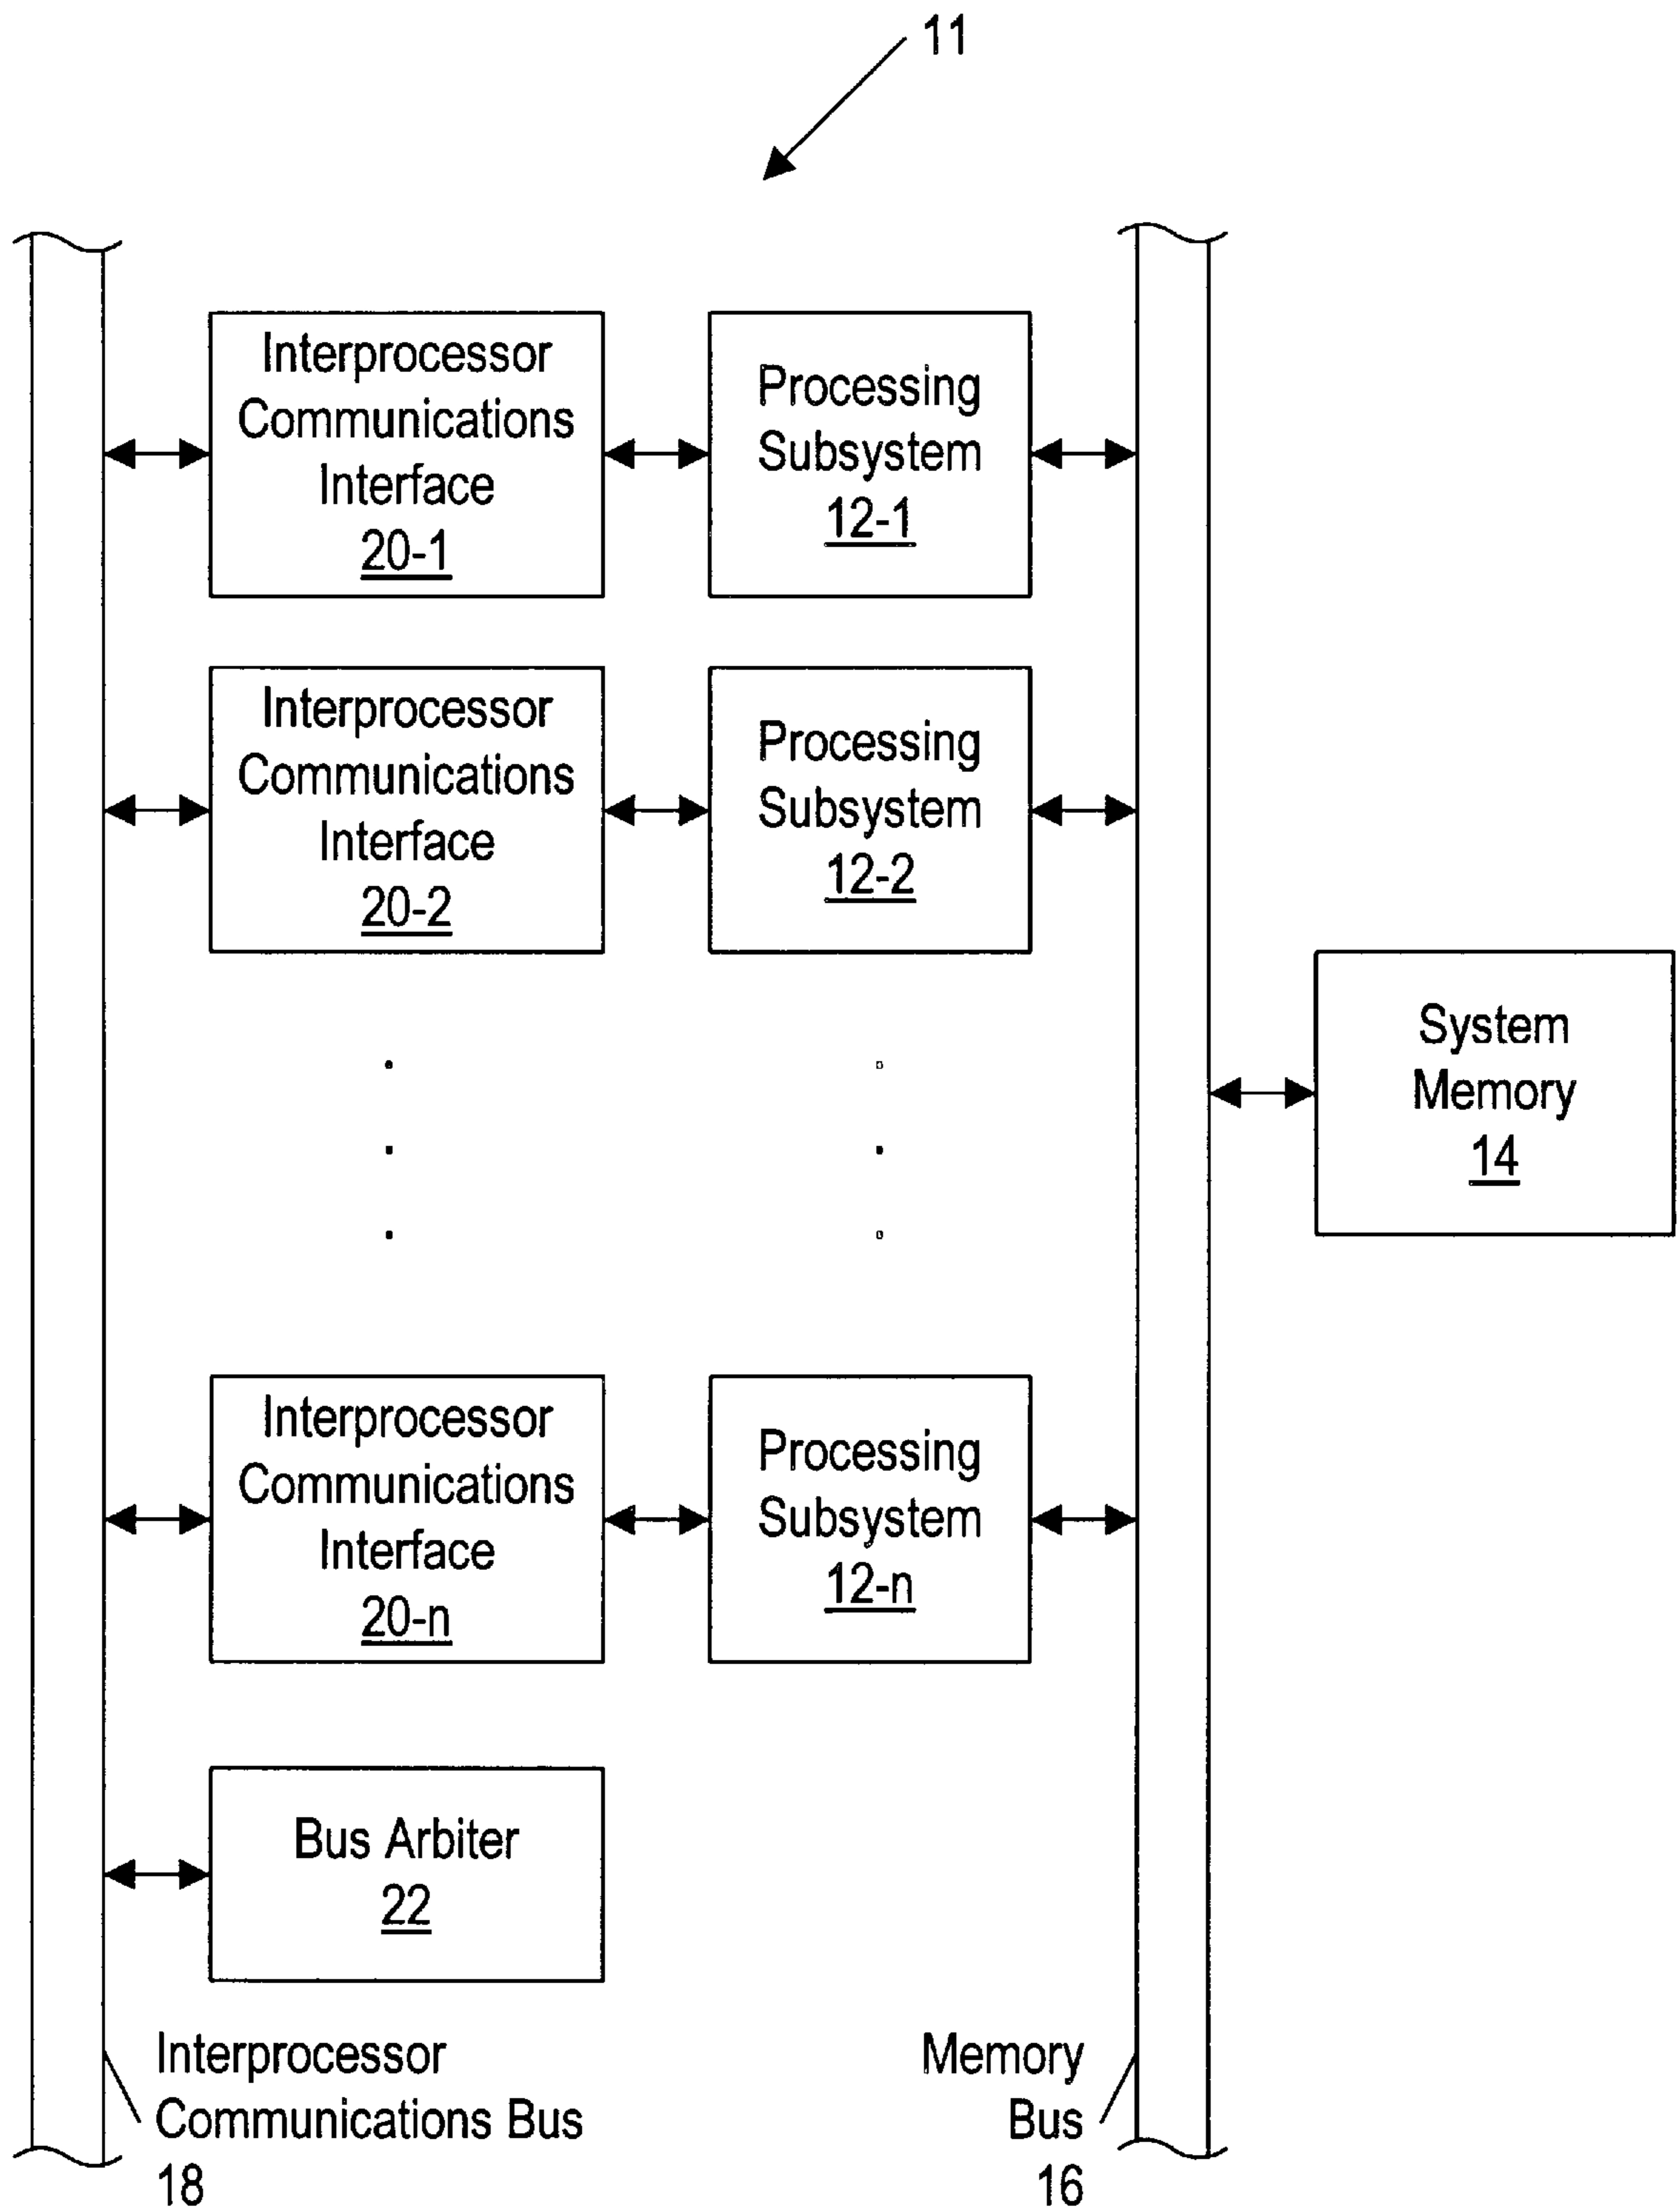 11
Interprocessor
Communications
Interface
20-1
Processing
Subsystem
12-1
Interprocessor
Communications
Interface
20-2
Processing
Subsystem
12-2
System
Memory
14
Interprocessor
Communications
Interface
20-n
Processing
Subsystem
12-n
Bus Arbiter
22
Interprocessor
Communications Bus
18
Memory
Bus
16